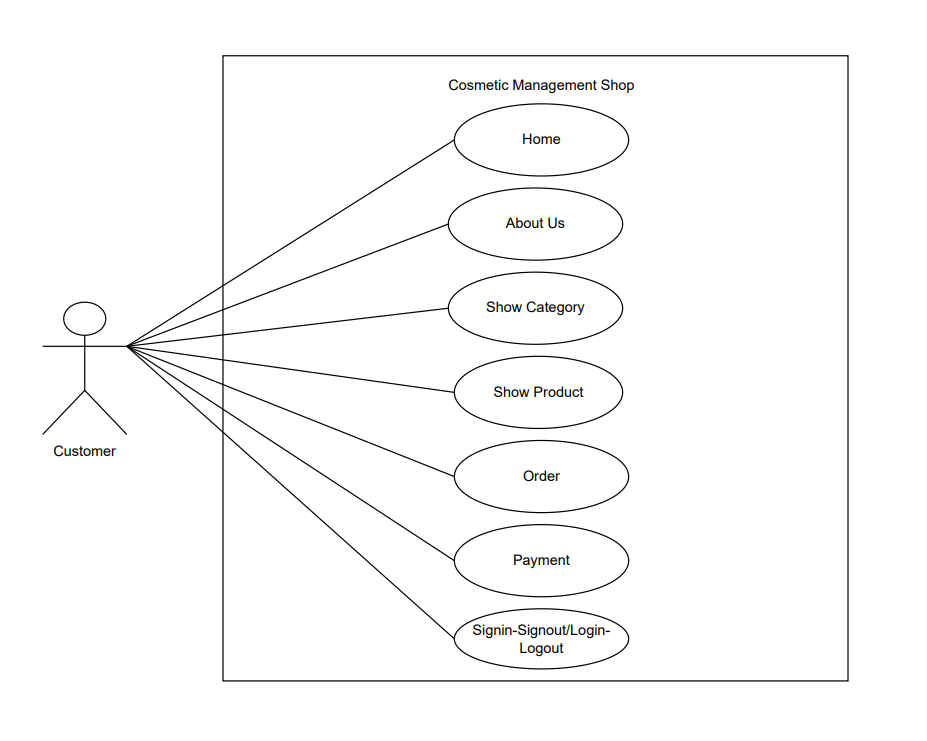 Cosmetic Management Shop
Home
About Us
Show Category
Show Product
Order
Payment
Signin-Signout/Login-
Logout
Customer